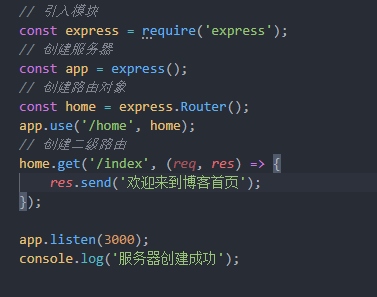 // 引入模块
const express = require('express');
// 创建服务器
const app = express();
// 创建路由对象
const home = express.Router();
app.use('/home', home);
// 创建二级路由
home.get('/index', (req, res) => {
    res.send('欢迎来到博客首页');
});
app.listen(3000);
console.log('服务器创建成功');